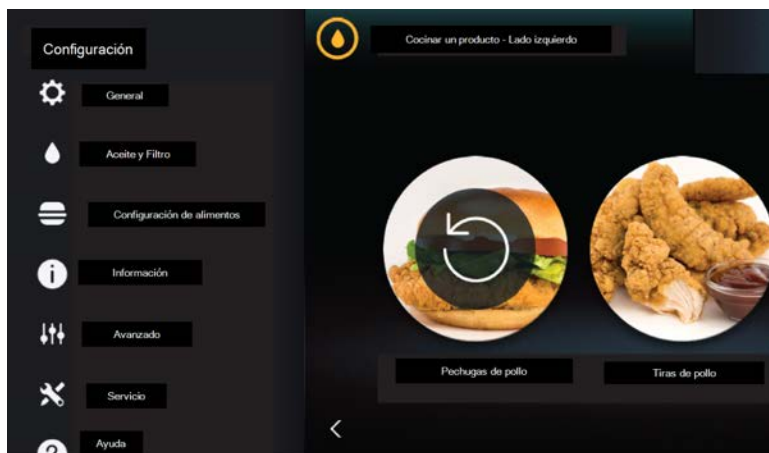 Configuración
General
Aceite y Filtro
Configuración de alimentos
Información
Avanzado
Servicio
Ayuda
Cocinar un producto - Lado izquierdo
Pechugas de pollo
Tiras de pollo